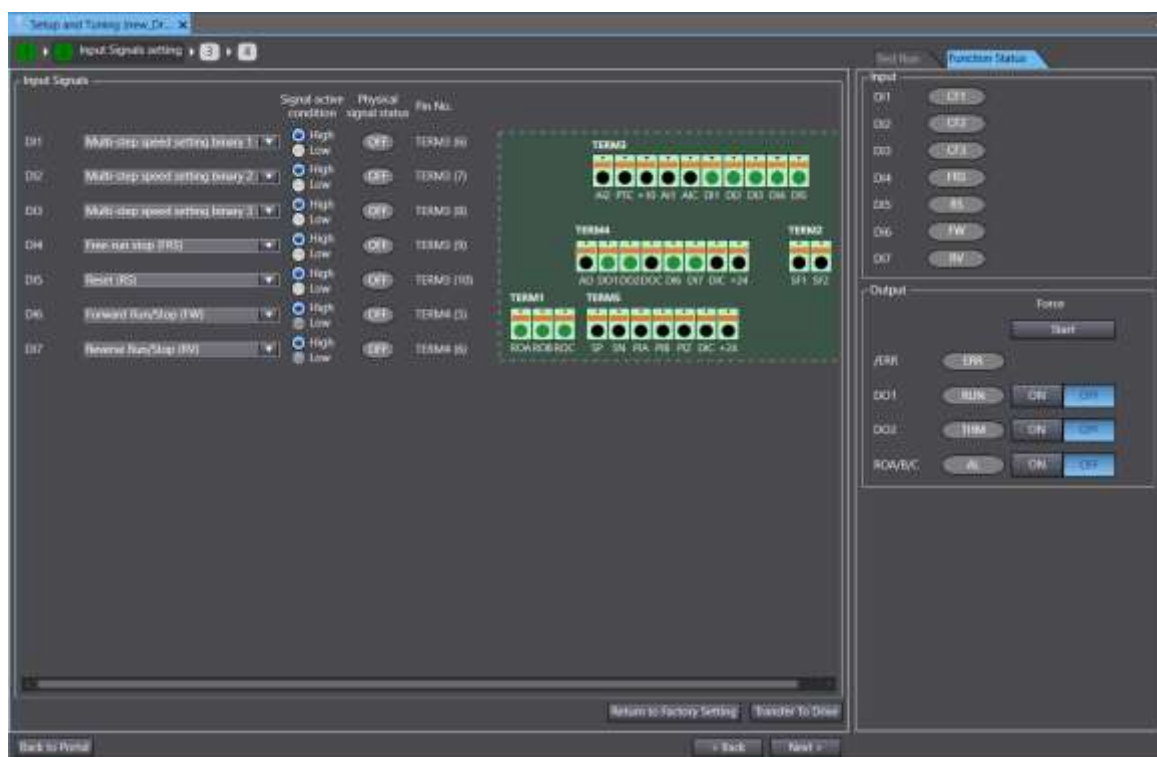 Setup and Tuning (new_Dr...
Input Signals setting 3 4
Input Signals
Signal active condition Physical signal status Pin No.
DI1 Multi-step speed setting binary 1 High Low OFF TERM3 (6)
DI2 Multi-step speed setting binary 2 High Low OFF TERM3 (7)
DI3 Multi-step speed setting binary 3 High Low OFF TERM3 (8)
DI4 Free-run stop (FRS) High Low OFF TERM3 (9)
DI5 Reset (RS) High Low OFF TERM3 (10)
DI6 Forward Run/Stop (FW) High Low OFF TERM4 (5)
DI7 Reverse Run/Stop (RV) High Low OFF TERM4 (6)
TERM3
AI2 PTC +10 AI1 AIC DI1 DI2 DI3 DI4 DI5
TERM4 TERM2
AO DO1 DO2 DOC DI6 DI7 DIC +24 SF1 SF2
TERM1 TERM5
ROA ROB ROC SP SN PIA PIB PIZ DIC +24
Return to Factory Setting Transfer To Drive
Back to Portal < Back Next >
Test Run Function Status
Input
DI1 CF1
DI2 CF2
DI3 CF3
DI4 FRS
DI5 RS
DI6 FW
DI7 RV
Output
Force
Start
/ERR ERR
DO1 RUN ON OFF
DO2 THM ON OFF
ROA/B/C AL ON OFF